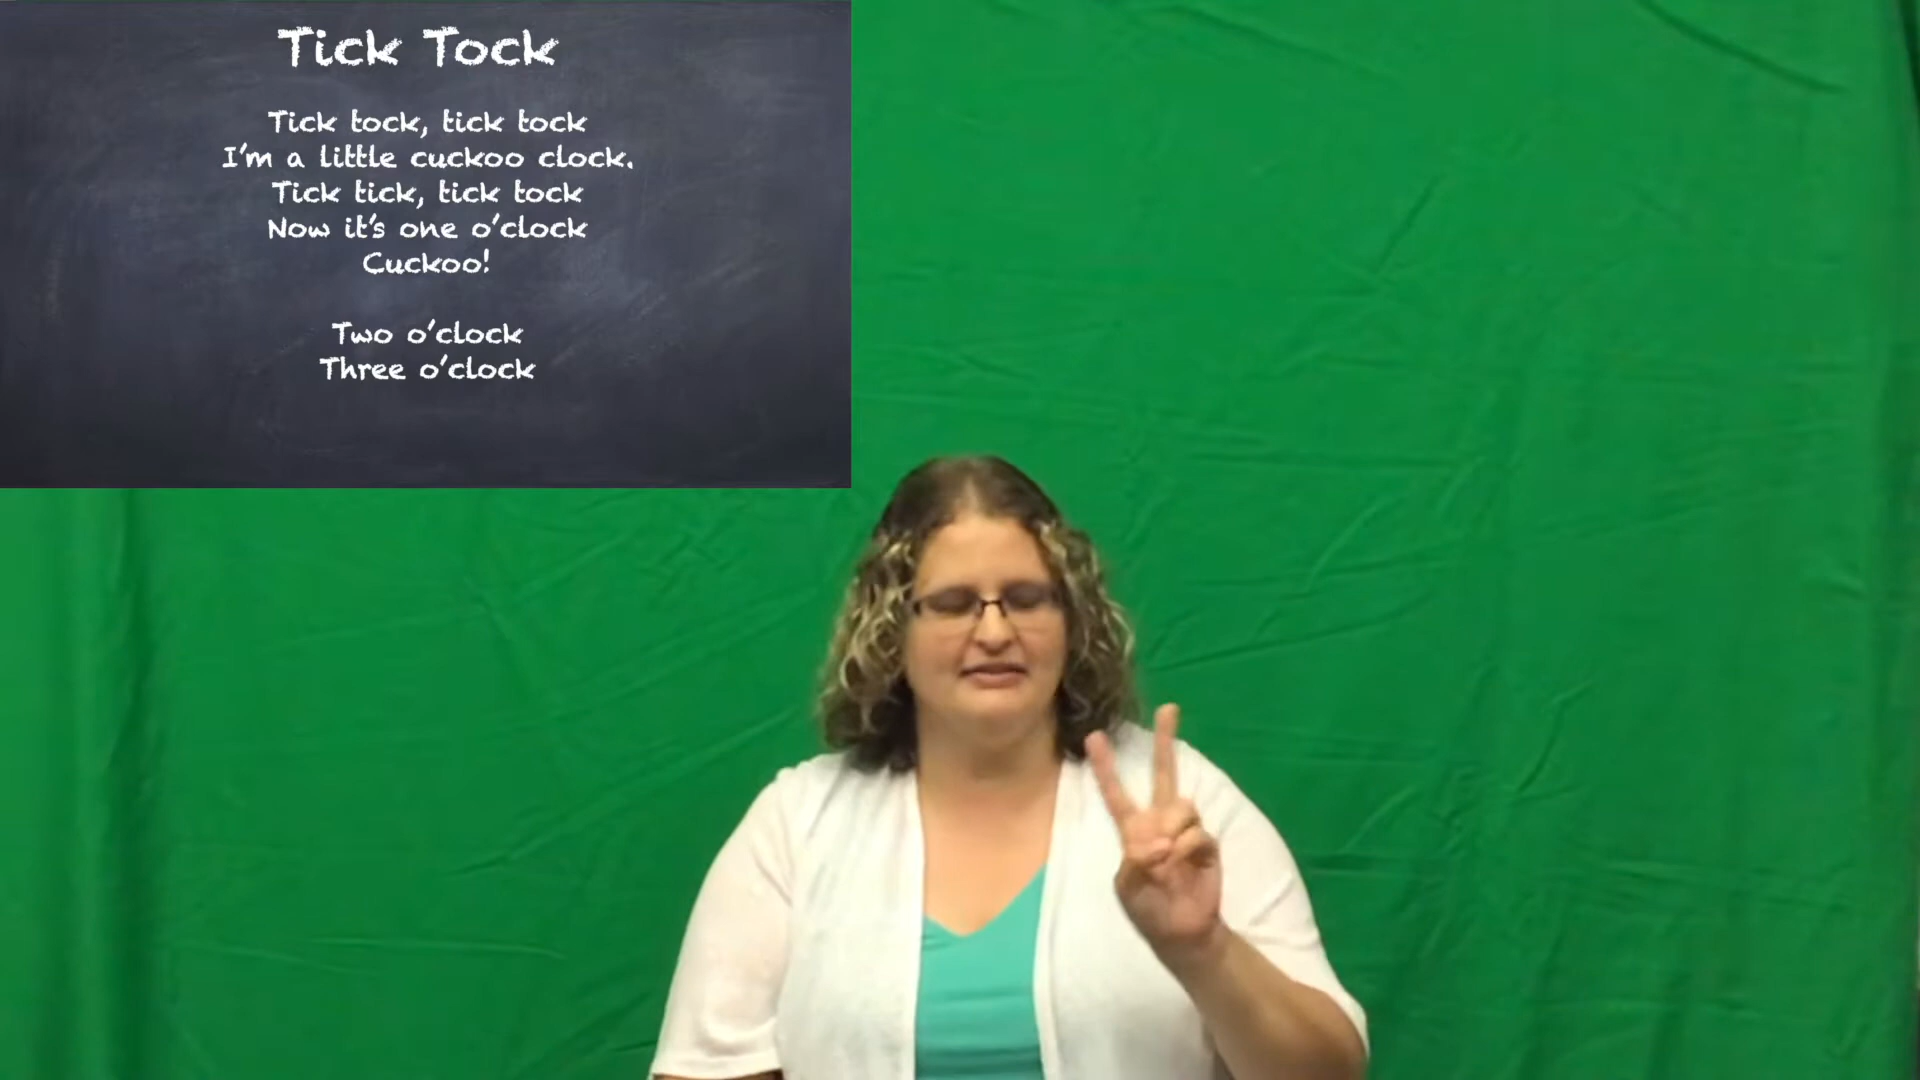 Tick Tock
Tick tock, tick tock
I'm a little cuckoo clock.
Tick tick, tick tock
Now it's one o'clock
Cuckoo!
Two o'clock
Three o'clock